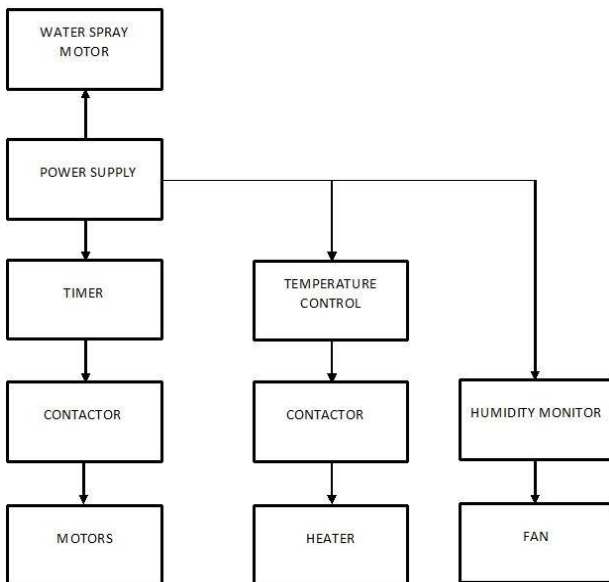 WATER SPRAY
MOTOR
POWER SUPPLY
TIMER
TEMPERATURE
CONTROL
CONTACTOR
CONTACTOR
HUMIDITY MONITOR
MOTORS
HEATER
FAN